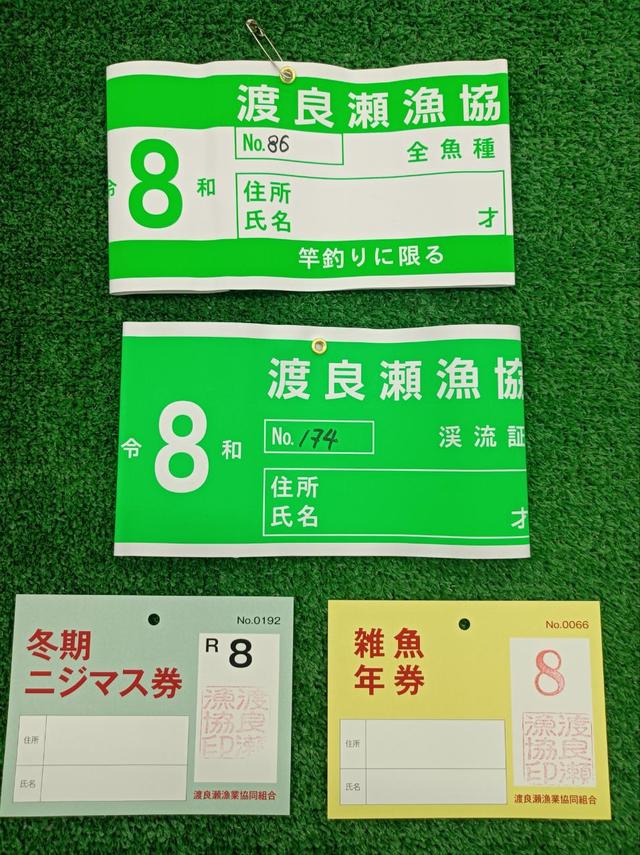 渡良瀬漁協
No.86
全魚種
令8和
住所
氏名 才
竿釣りに限る
渡良瀬漁協
No.174
渓流証
令8和
住所
氏名 才
No.0192
冬期
ニジマス券
R8
渡良瀬
漁協印
住所
氏名
渡良瀬漁業協同組合
No.0066
雑魚
年券
8
渡良瀬
漁協印
住所
氏名
渡良瀬漁業協同組合